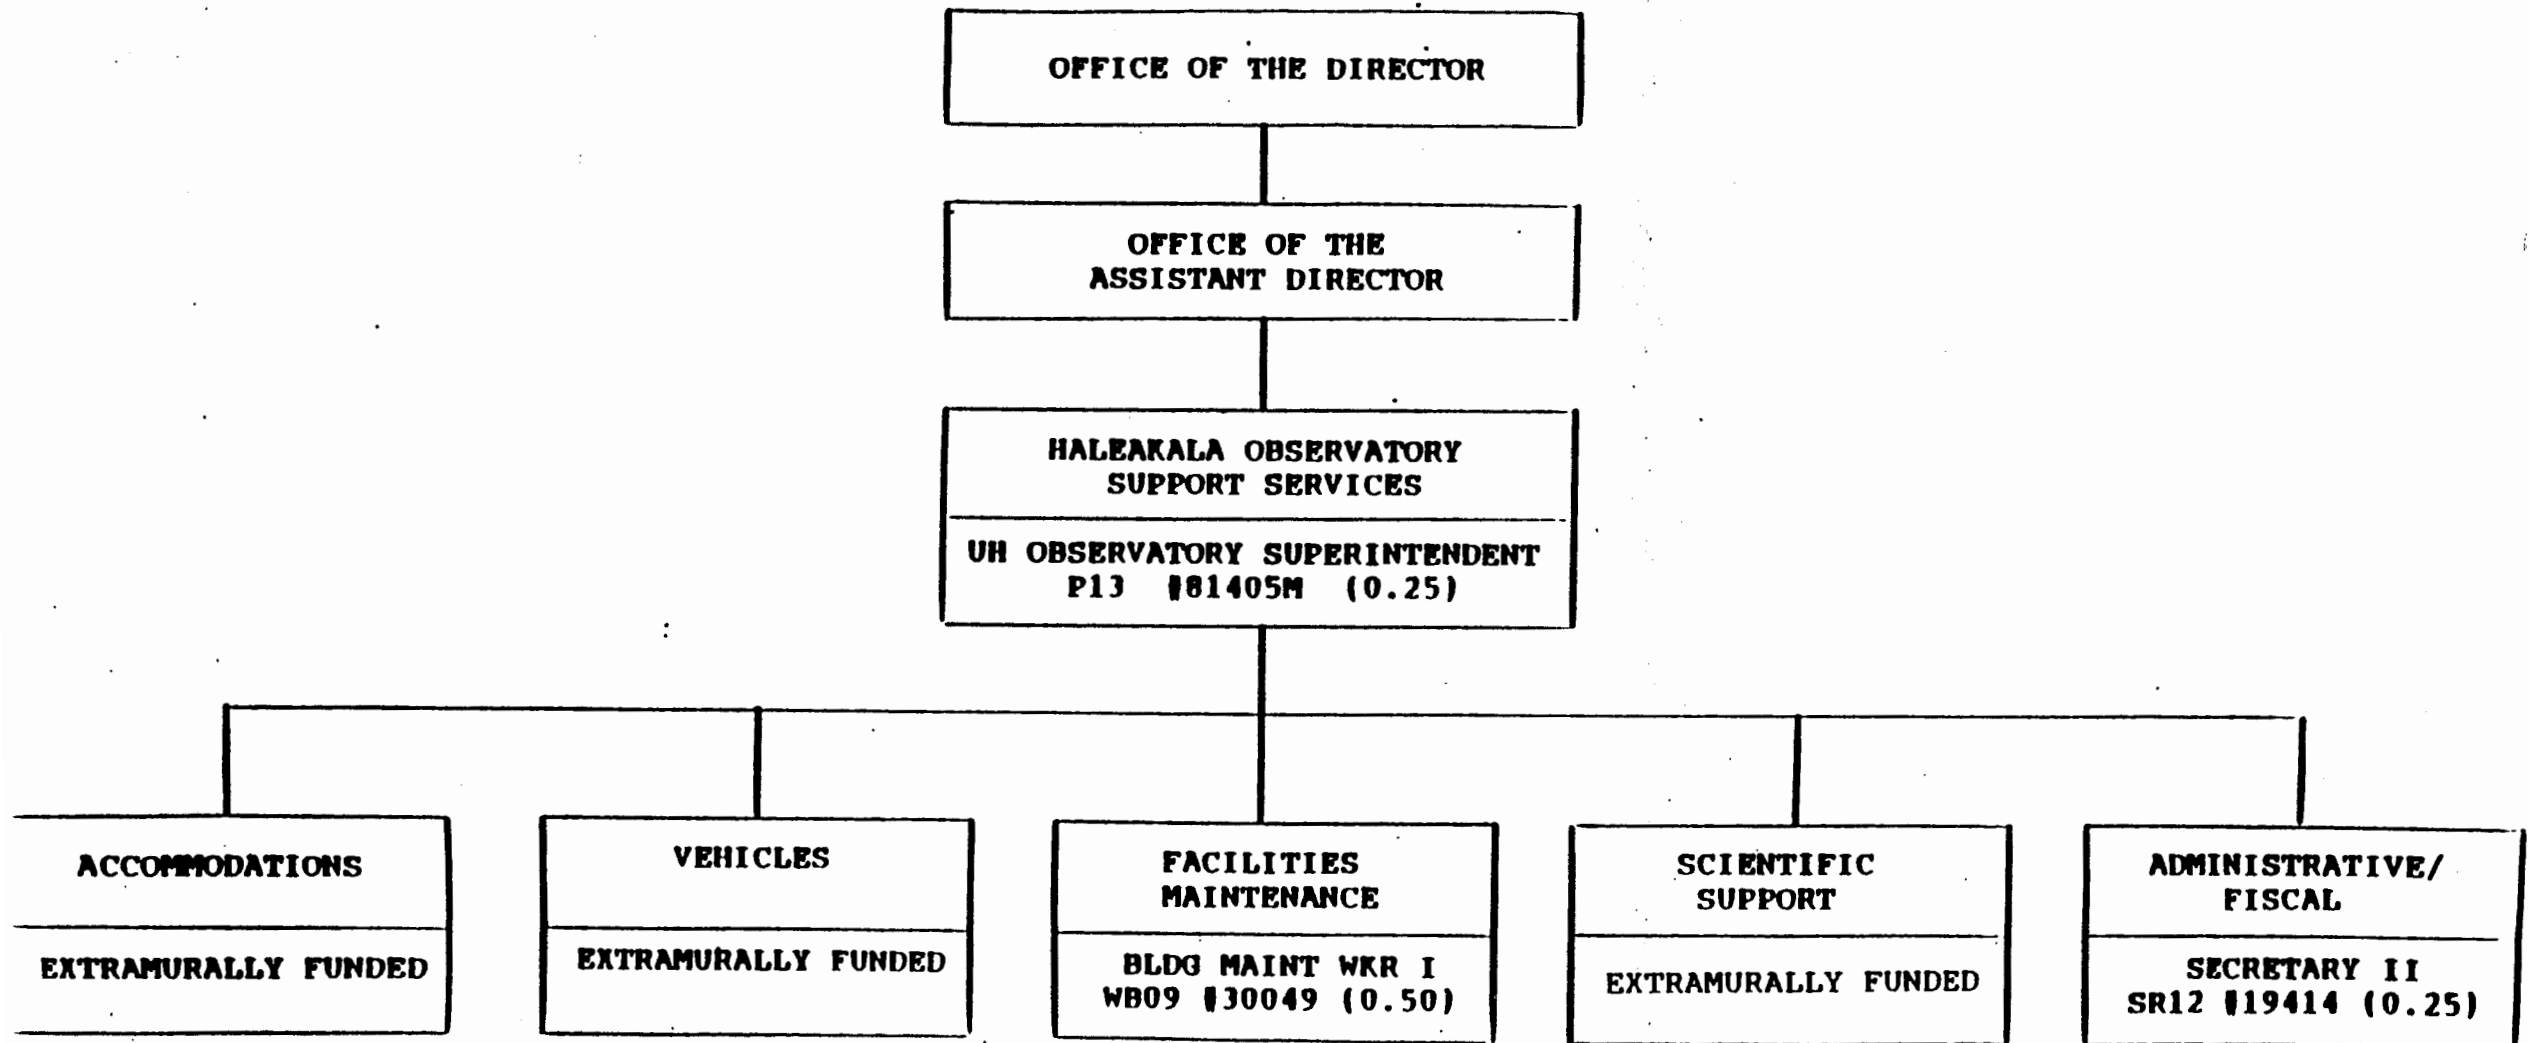 OFFICE OF THE DIRECTOR
OFFICE OF THE
ASSISTANT DIRECTOR
HALEAKALA OBSERVATORY
SUPPORT SERVICES
UH OBSERVATORY SUPERINTENDENT
P13 #81405M (0.25)
ACCOMMODATIONS
EXTRAMURALLY FUNDED
VEHICLES
EXTRAMURALLY FUNDED
FACILITIES
MAINTENANCE
BLDG MAINT WKR I
WB09 #30049 (0.50)
SCIENTIFIC
SUPPORT
EXTRAMURALLY FUNDED
ADMINISTRATIVE/
FISCAL
SECRETARY II
SR12 #19414 (0.25)